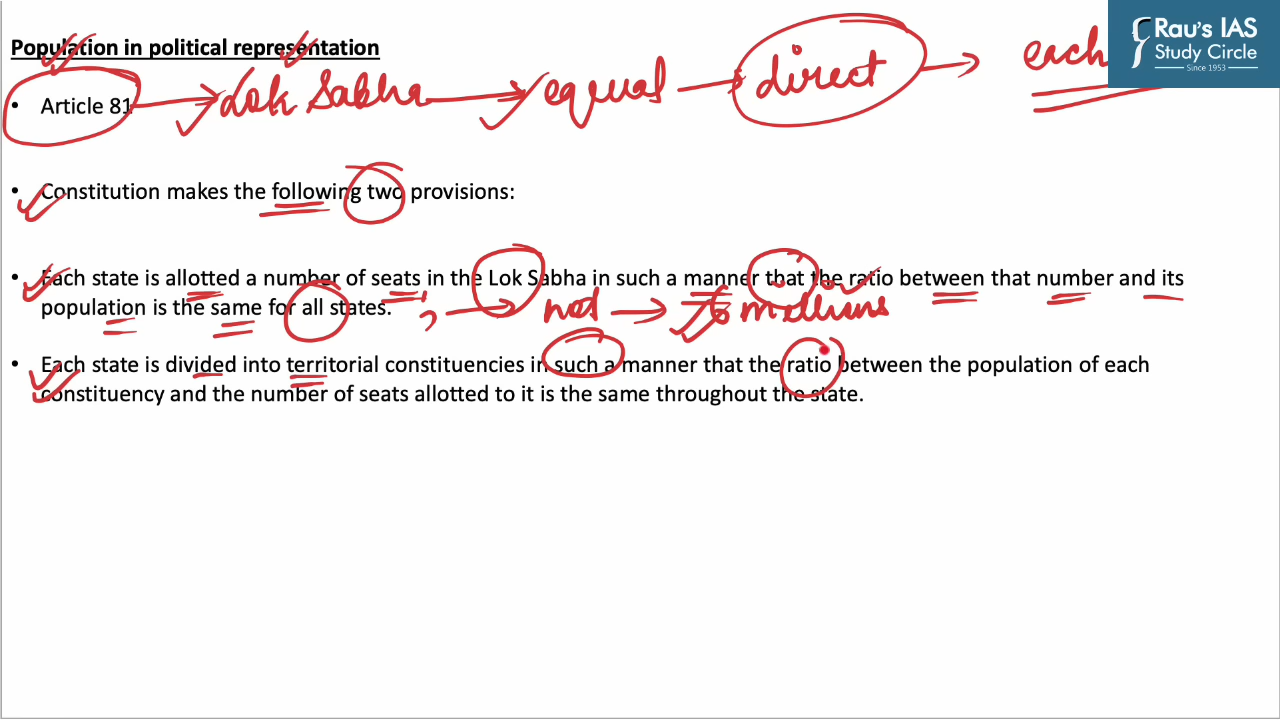 Population in political representation
Rau's IAS
Study Circle
Since 1953
• Article 81 Lok Sabha equal direct each
• Constitution makes the following two provisions:
• Each state is allotted a number of seats in the Lok Sabha in such a manner that the ratio between that number and its
population is the same for all states. not 6 millions
• Each state is divided into territorial constituencies in such a manner that the ratio between the population of each
constituency and the number of seats allotted to it is the same throughout the state.